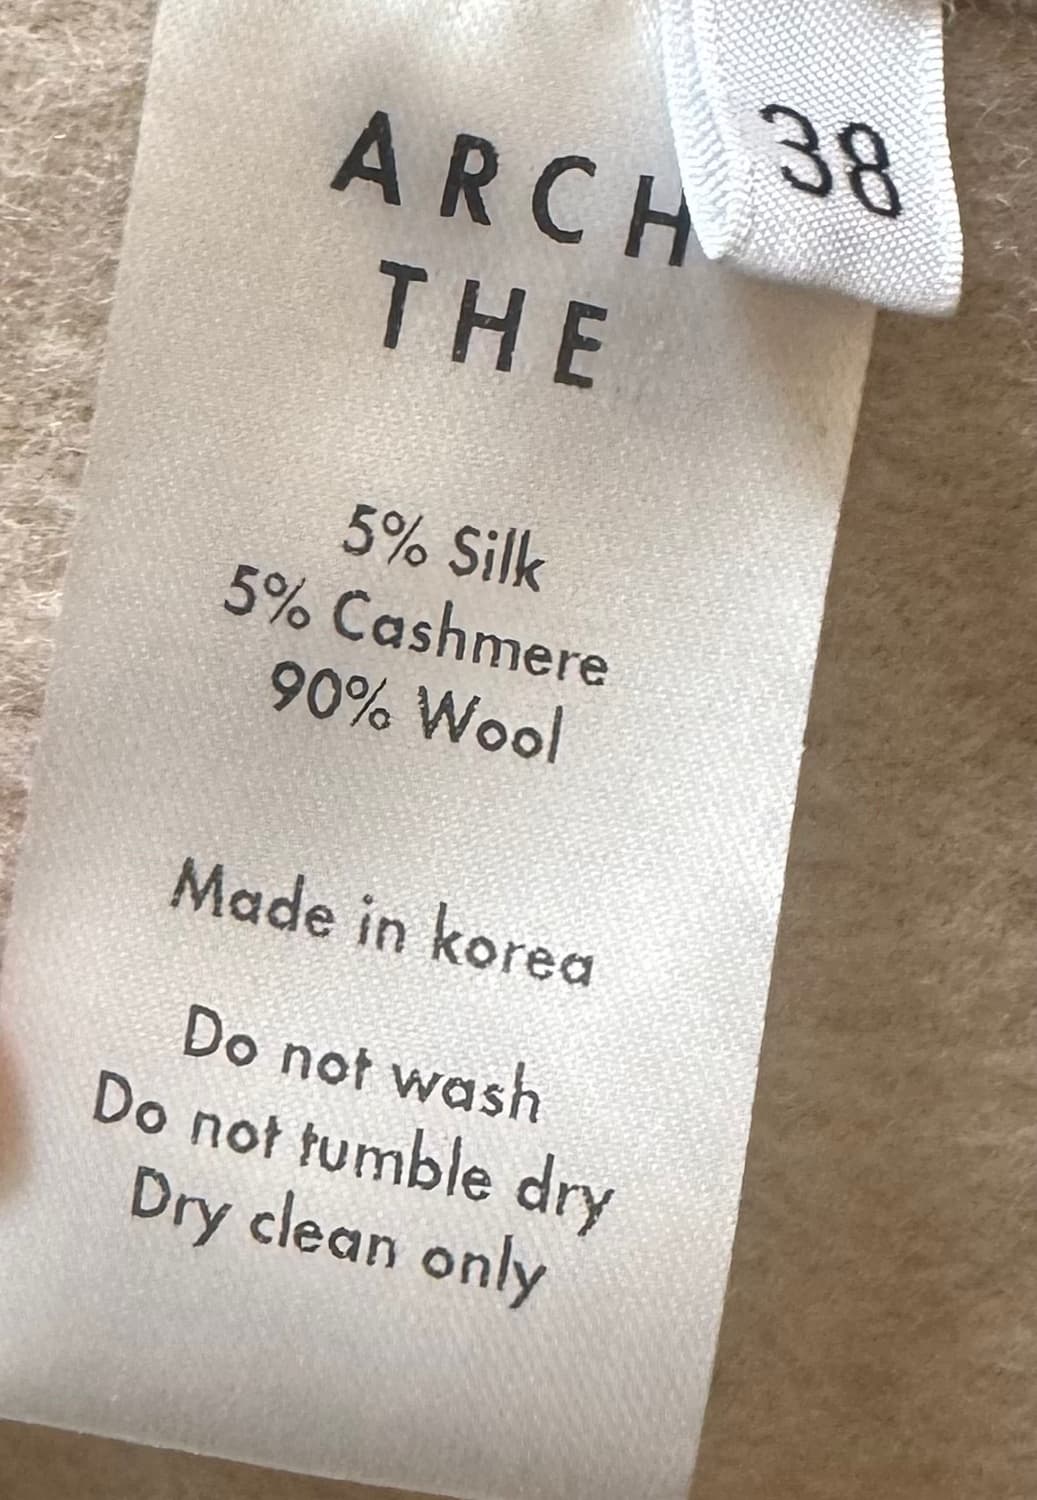 ARCH
THE
38
5% Silk
5% Cashmere
90% Wool
Made in korea
Do not wash
Do not tumble dry
Dry clean only